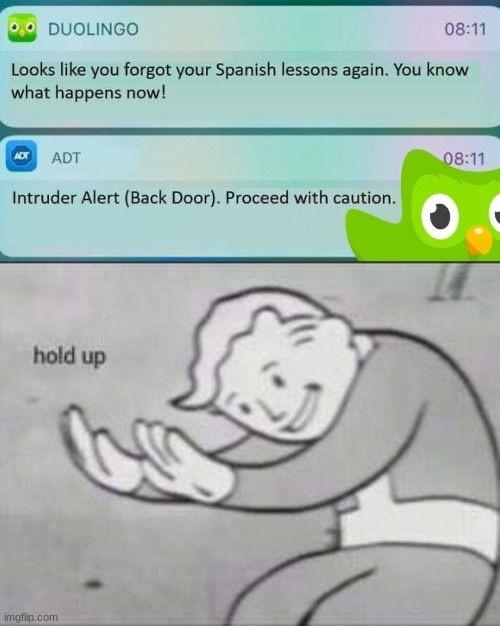 DUOLINGO 08:11
Looks like you forgot your Spanish lessons again. You know
what happens now!
ADT ADT 08:11
Intruder Alert (Back Door). Proceed with caution.
hold up
imgflip.com